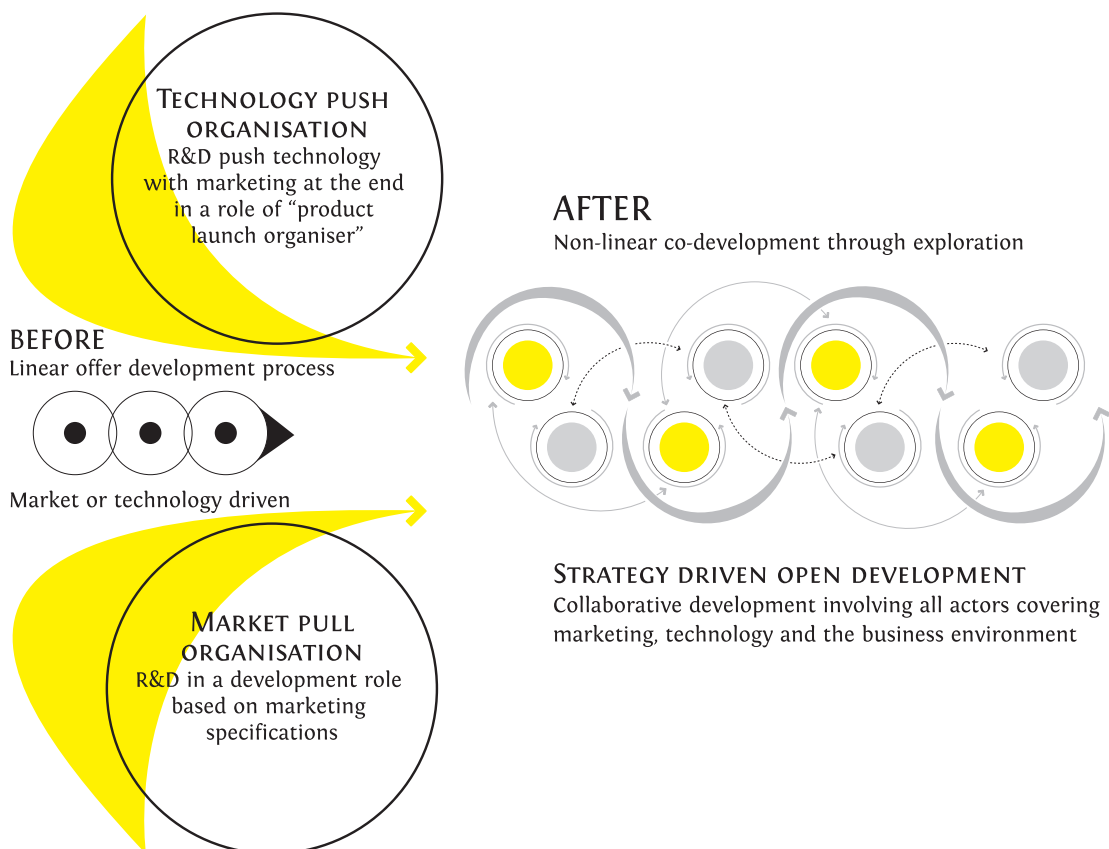 TECHNOLOGY PUSH
ORGANISATION
R&D push technology
with marketing at the end
in a role of “product
launch organiser”
BEFORE
Linear offer development process
Market or technology driven
MARKET PULL
ORGANISATION
R&D in a development role
based on marketing
specifications
AFTER
Non-linear co-development through exploration
STRATEGY DRIVEN OPEN DEVELOPMENT
Collaborative development involving all actors covering
marketing, technology and the business environment